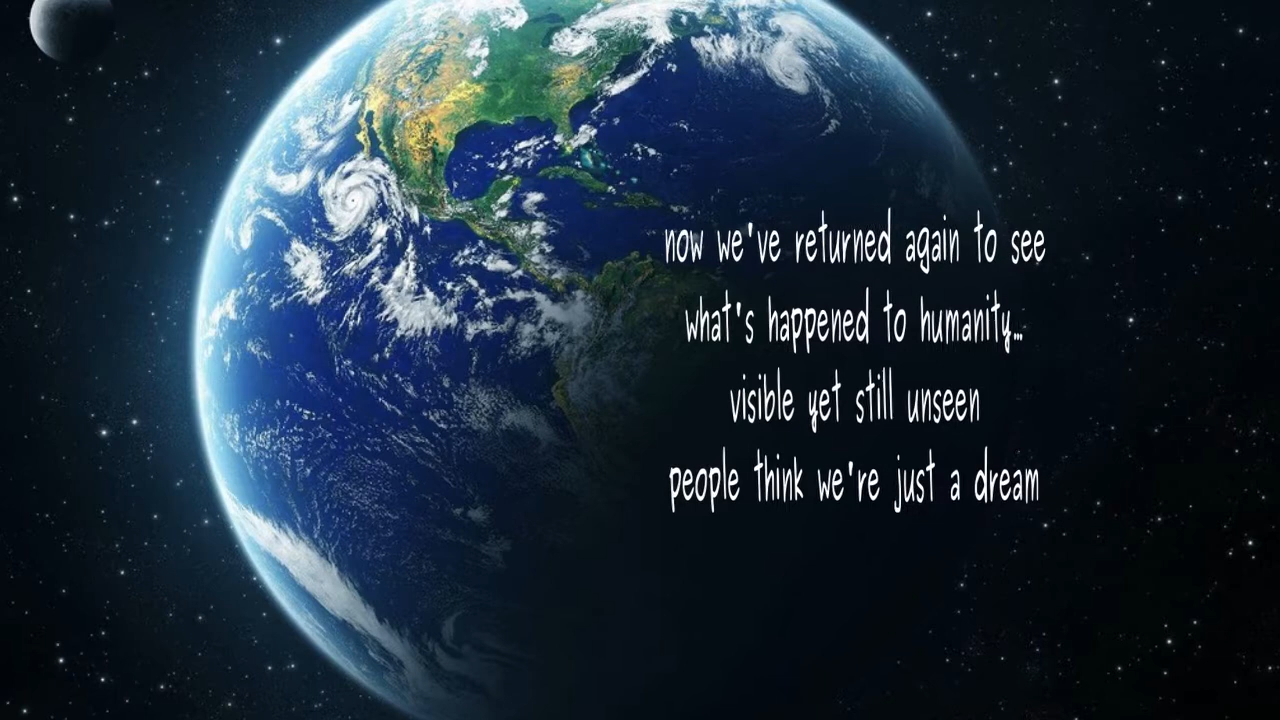 now we've returned again to see
what's happened to humanity...
visible yet still unseen
people think we're just a dream